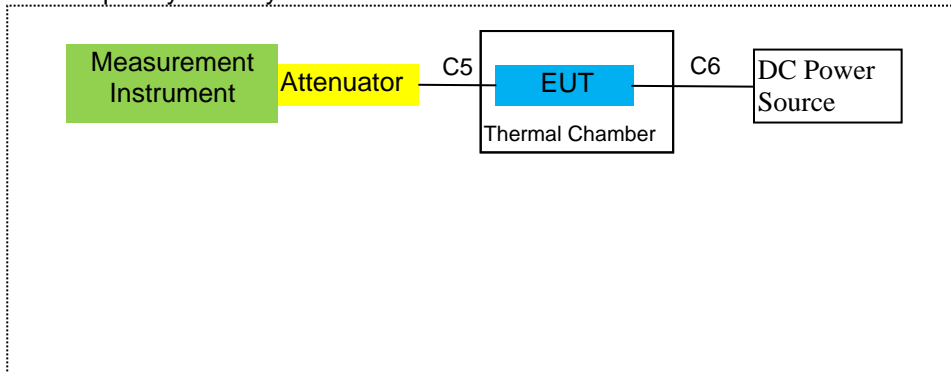 Measurement
Instrument
Attenuator
C5
EUT
Thermal Chamber
C6
DC Power
Source